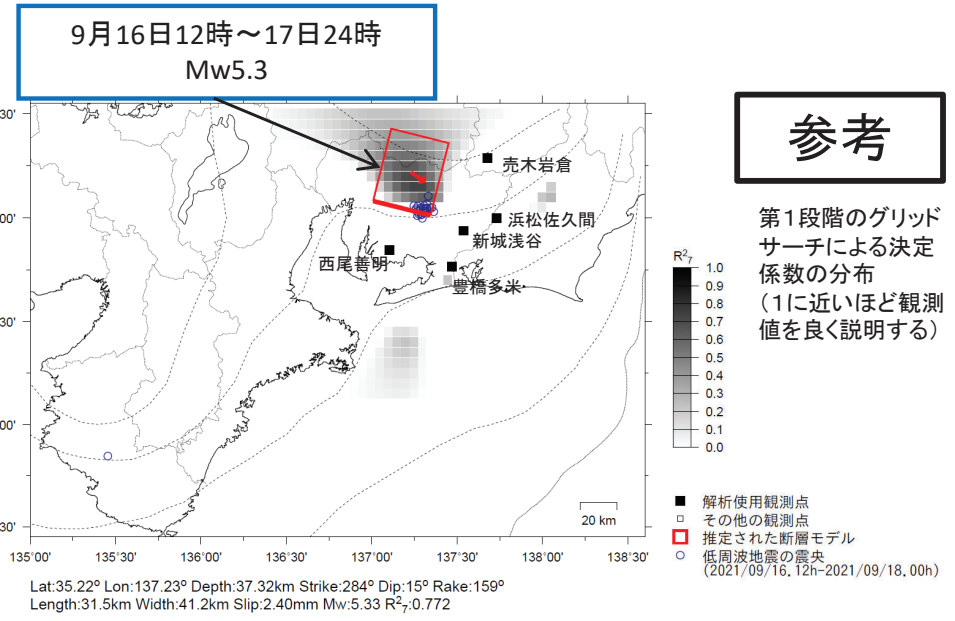 9月16日12時～17日24時
Mw5.3
参考
第1段階のグリッド
サーチによる決定
係数の分布
(1に近いほど観測
値を良く説明する)
30'
00'
30'
00'
30'
売木岩倉
浜松佐久間
新城浅谷
西尾善明
豊橋多米
R²₇
1.0
0.9
0.8
0.7
0.6
0.5
0.4
0.3
0.2
0.1
0.0
20 km
解析使用観測点
その他の観測点
推定された断層モデル
低周波地震の震央
(2021/09/16.12h-2021/09/18.00h)
135°00' 135°30' 136°00' 136°30' 137°00' 137°30' 138°00' 138°30'
Lat:35.22° Lon:137.23° Depth:37.32km Strike:284° Dip:15° Rake:159°
Length:31.5km Width:41.2km Slip:2.40mm Mw:5.33 R²₇:0.772